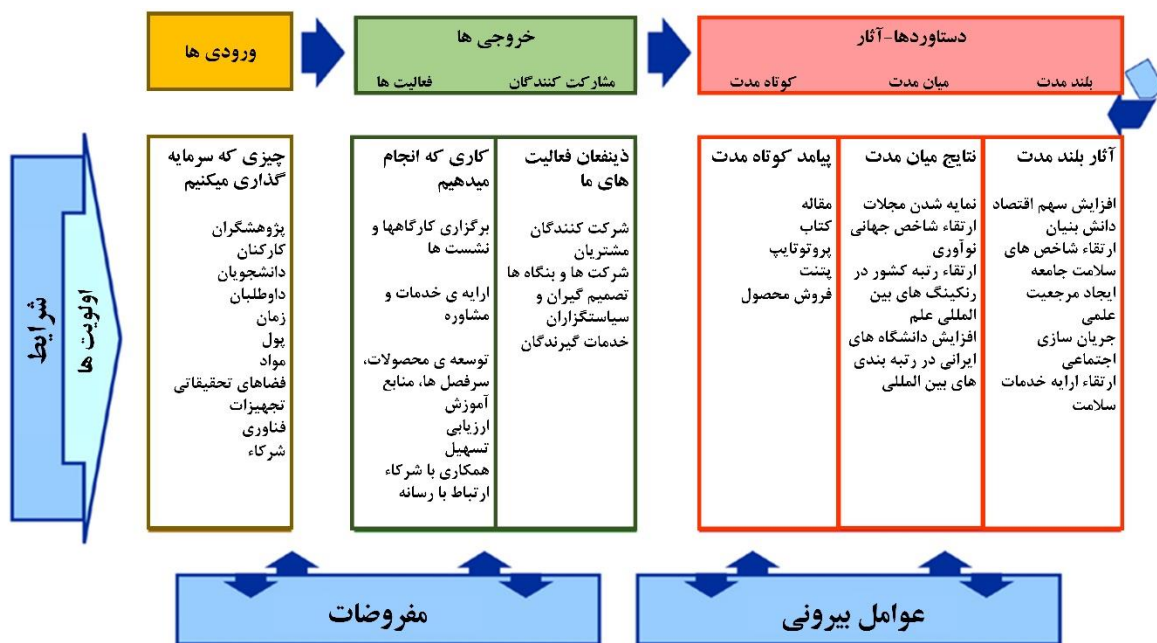 ورودی ها
خروجی ها
فعالیت ها
مشارکت کنندگان
دستاوردها-آثار
کوتاه مدت
میان مدت
بلند مدت
شرایط
اولویت ها
چیزی که سرمایه
گذاری میکنیم
پژوهشگران
کارکنان
دانشجویان
داوطلبان
زمان
پول
مواد
فضاهای تحقیقاتی
تجهیزات
فناوری
شرکاء
کاری که انجام
میدهیم
برگزاری کارگاهها و
نشست ها
ارایه ی خدمات و
مشاوره
توسعه ی محصولات،
سرفصل ها، منابع
آموزش
ارزیابی
تسهیل
همکاری با شرکاء
ارتباط با رسانه
ذینفعان فعالیت
های ما
شرکت کنندگان
مشتریان
شرکت ها و بنگاه ها
تصمیم گیران و
سیاستگزاران
خدمات گیرندگان
پیامد کوتاه مدت
مقاله
کتاب
پروتوتایپ
پتنت
فروش محصول
نتایج میان مدت
نمایه شدن مجلات
ارتقاء شاخص جهانی
نوآوری
ارتقاء رتبه کشور در
رنکینگ های بین
المللی علم
افزایش دانشگاه های
ایرانی در رتبه بندی
های بین المللی
آثار بلند مدت
افزایش سهم اقتصاد
دانش بنیان
ارتقاء شاخص های
سلامت جامعه
ایجاد مرجعیت
علمی
جریان سازی
اجتماعی
ارتقاء ارایه خدمات
سلامت
مفروضات
عوامل بیرونی